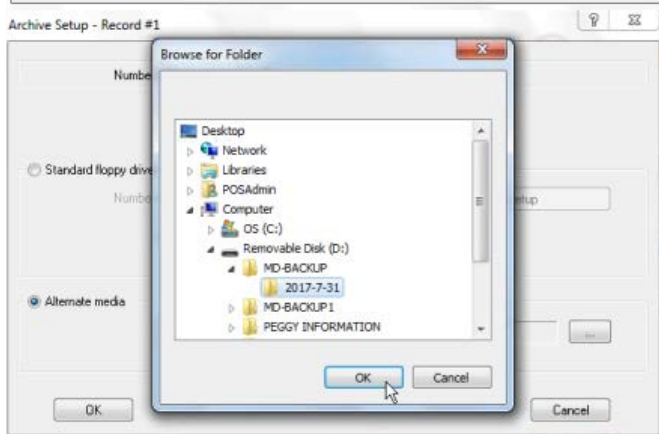 Archive Setup - Record #1
Browse for Folder
Numbe
Desktop
Network
Libraries
Standard floppy drive
POSAdmin
Numbe
etup
Computer
OS (C:)
Removable Disk (D:)
MD-BACKUP
2017-7-31
Alternate media
MD-BACKUP1
...
PEGGY INFORMATION
OK
Cancel
OK
Cancel